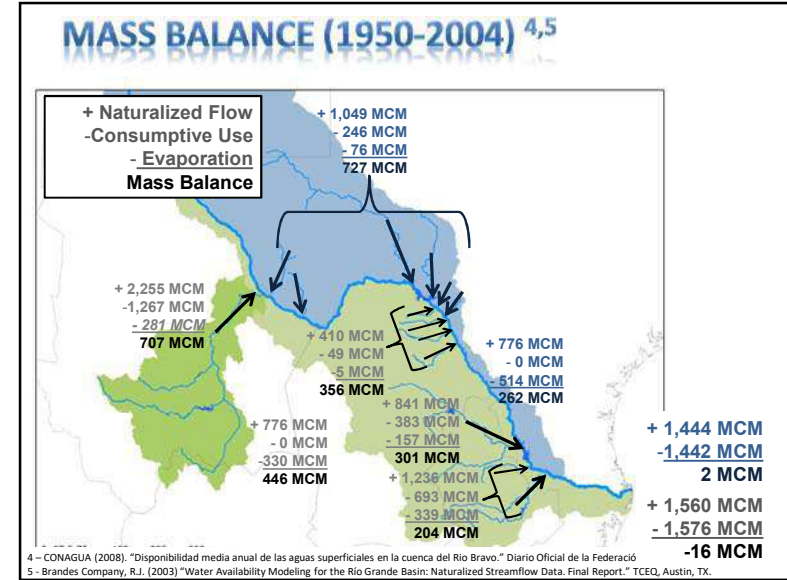 MASS BALANCE (1950-2004) 4,5
+ Naturalized Flow
-Consumptive Use
- Evaporation
Mass Balance
+ 1,049 MCM
- 246 MCM
- 76 MCM
727 MCM
+ 2,255 MCM
-1,267 MCM
- 281 MCM
707 MCM
+ 410 MCM
- 49 MCM
-5 MCM
356 MCM
+ 776 MCM
- 0 MCM
- 514 MCM
262 MCM
+ 841 MCM
- 383 MCM
- 157 MCM
301 MCM
+ 776 MCM
- 0 MCM
-330 MCM
446 MCM
+ 1,236 MCM
- 693 MCM
- 339 MCM
204 MCM
+ 1,444 MCM
-1,442 MCM
2 MCM
+ 1,560 MCM
- 1,576 MCM
-16 MCM
4 – CONAGUA (2008). "Disponibilidad media anual de las aguas superficiales en la cuenca del Rio Bravo." Diario Oficial de la Federació
5 - Brandes Company, R.J. (2003) "Water Availability Modeling for the Río Grande Basin: Naturalized Streamflow Data. Final Report." TCEQ, Austin, TX.